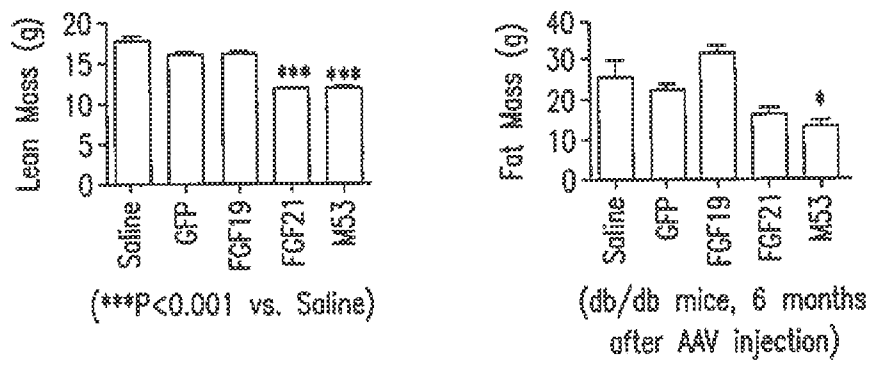 Lean Mass (g)
20
15
10
5
0
*** ***
Saline
GFP
FGF19
FGF21
M53
(***P<0.001 vs. Saline)
Fat Mass (g)
40
30
20
10
0
*
Saline
GFP
FGF19
FGF21
M53
(db/db mice, 6 months
after AAV injection)